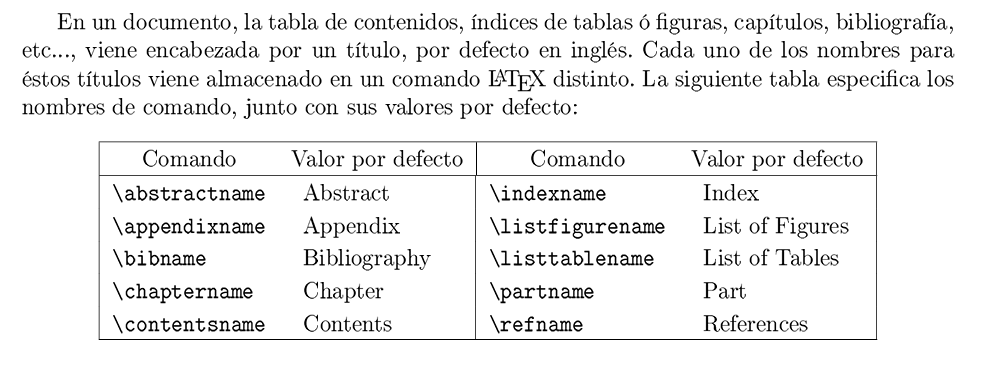 En un documento, la tabla de contenidos, índices de tablas ó figuras, capítulos, bibliografía,
etc..., viene encabezada por un título, por defecto en inglés. Cada uno de los nombres para
éstos títulos viene almacenado en un comando LATEX distinto. La siguiente tabla especifica los
nombres de comando, junto con sus valores por defecto:
Comando Valor por defecto Comando Valor por defecto
\abstractname Abstract \indexname Index
\appendixname Appendix \listfigurename List of Figures
\bibname Bibliography \listtablename List of Tables
\chaptername Chapter \partname Part
\contentsname Contents \refname References